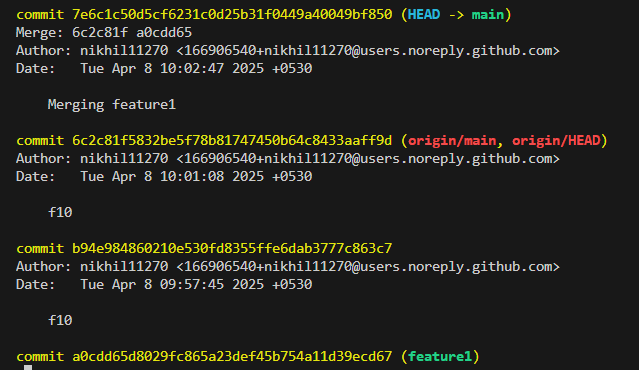 commit 7e6c1c50d5cf6231c0d25b31f0449a40049bf850 (HEAD -> main)
Merge: 6c2c81f a0cdd65
Author: nikhil11270 <166906540+nikhil11270@users.noreply.github.com>
Date:   Tue Apr 8 10:02:47 2025 +0530
Merging feature1
commit 6c2c81f5832be5f78b81747450b64c8433aaff9d (origin/main, origin/HEAD)
Author: nikhil11270 <166906540+nikhil11270@users.noreply.github.com>
Date:   Tue Apr 8 10:01:08 2025 +0530
f10
commit b94e984860210e530fd8355ffe6dab3777c863c7
Author: nikhil11270 <166906540+nikhil11270@users.noreply.github.com>
Date:   Tue Apr 8 09:57:45 2025 +0530
f10
commit a0cdd65d8029fc865a23def45b754a11d39ecd67 (feature1)
: